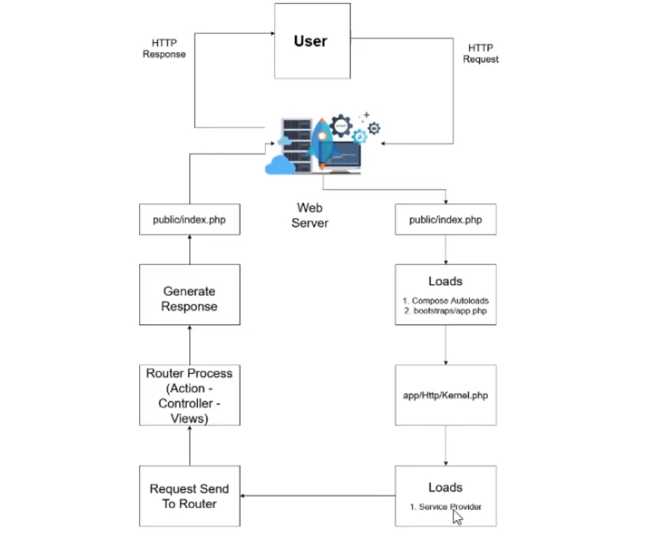 User
HTTP
Response
HTTP
Request
Web
Server
public/index.php
public/index.php
Loads
1. Compose Autoloads
2. bootstraps/app.php
Generate
Response
app/Http/Kernel.php
Router Process
(Action -
Controller -
Views)
Loads
1. Service Provider
Request Send
To Router